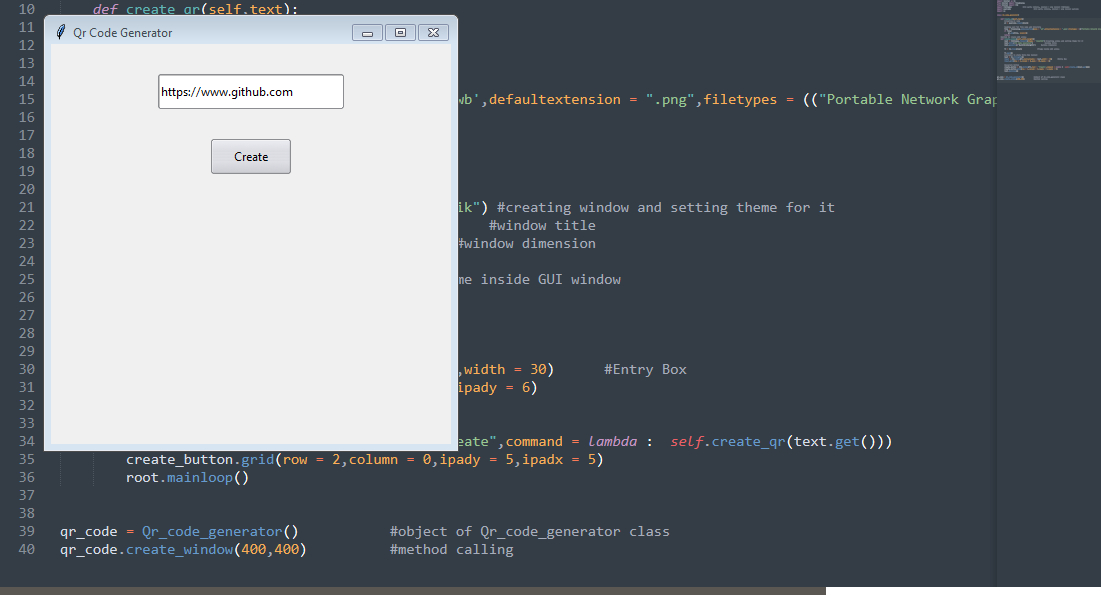 10 def create_qr(self,text):
Qr Code Generator
11
12
13
https://www.github.com
14
15 wb',defaultextension = ".png",filetypes = (("Portable Network Grap
16
17
Create
18
19
20
21 ik") #creating window and setting theme for it
22 #window title
23 #window dimension
24
25 me inside GUI window
26
27
28
29
30 ,width = 30) #Entry Box
31 ipady = 6)
32
33
34 eate",command = lambda : self.create_qr(text.get()))
35 create_button.grid(row = 2,column = 0,ipady = 5,ipadx = 5)
36 root.mainloop()
37
38
39 qr_code = Qr_code_generator() #object of Qr_code_generator class
40 qr_code.create_window(400,400) #method calling